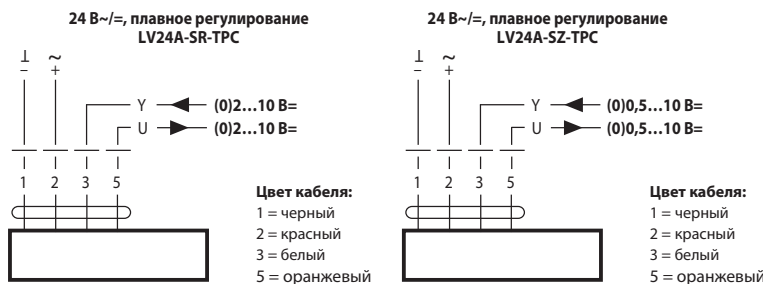 24 В~/=, плавное регулирование
LV24A-SR-TPC
⊥ ~
– +
Y (0)2…10 В=
U (0)2…10 В=
1 2 3 5
Цвет кабеля:
1 = черный
2 = красный
3 = белый
5 = оранжевый
24 В~/=, плавное регулирование
LV24A-SZ-TPC
⊥ ~
– +
Y (0)0,5…10 В=
U (0)0,5…10 В=
1 2 3 5
Цвет кабеля:
1 = черный
2 = красный
3 = белый
5 = оранжевый